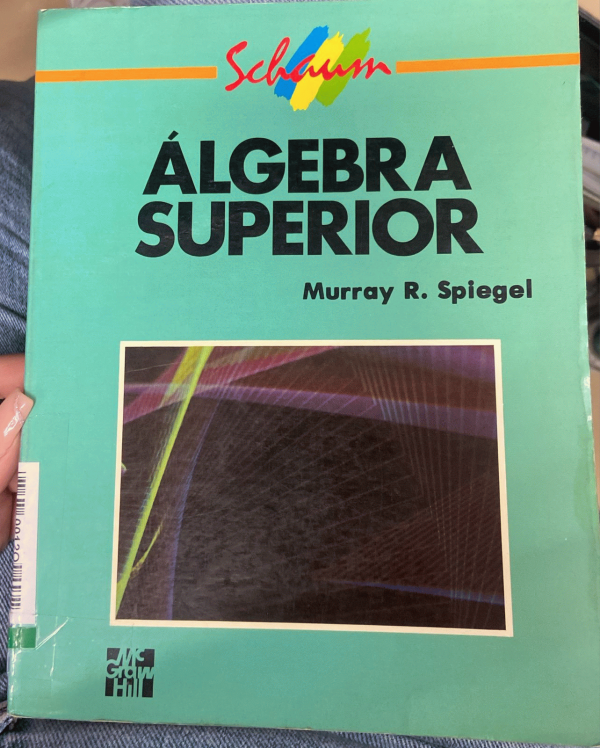 Schaum
ÁLGEBRA
SUPERIOR
Murray R. Spiegel
Mc
Graw
Hill